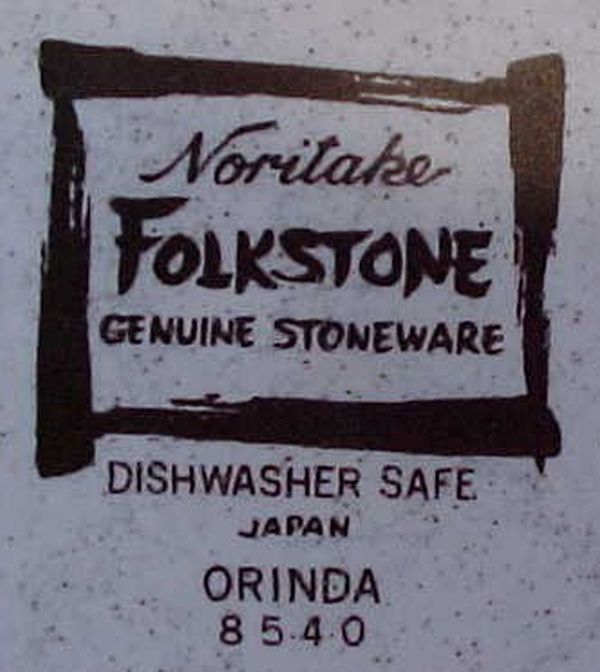 Noritake
FOLKSTONE
GENUINE STONEWARE
DISHWASHER SAFE
JAPAN
ORINDA
8540